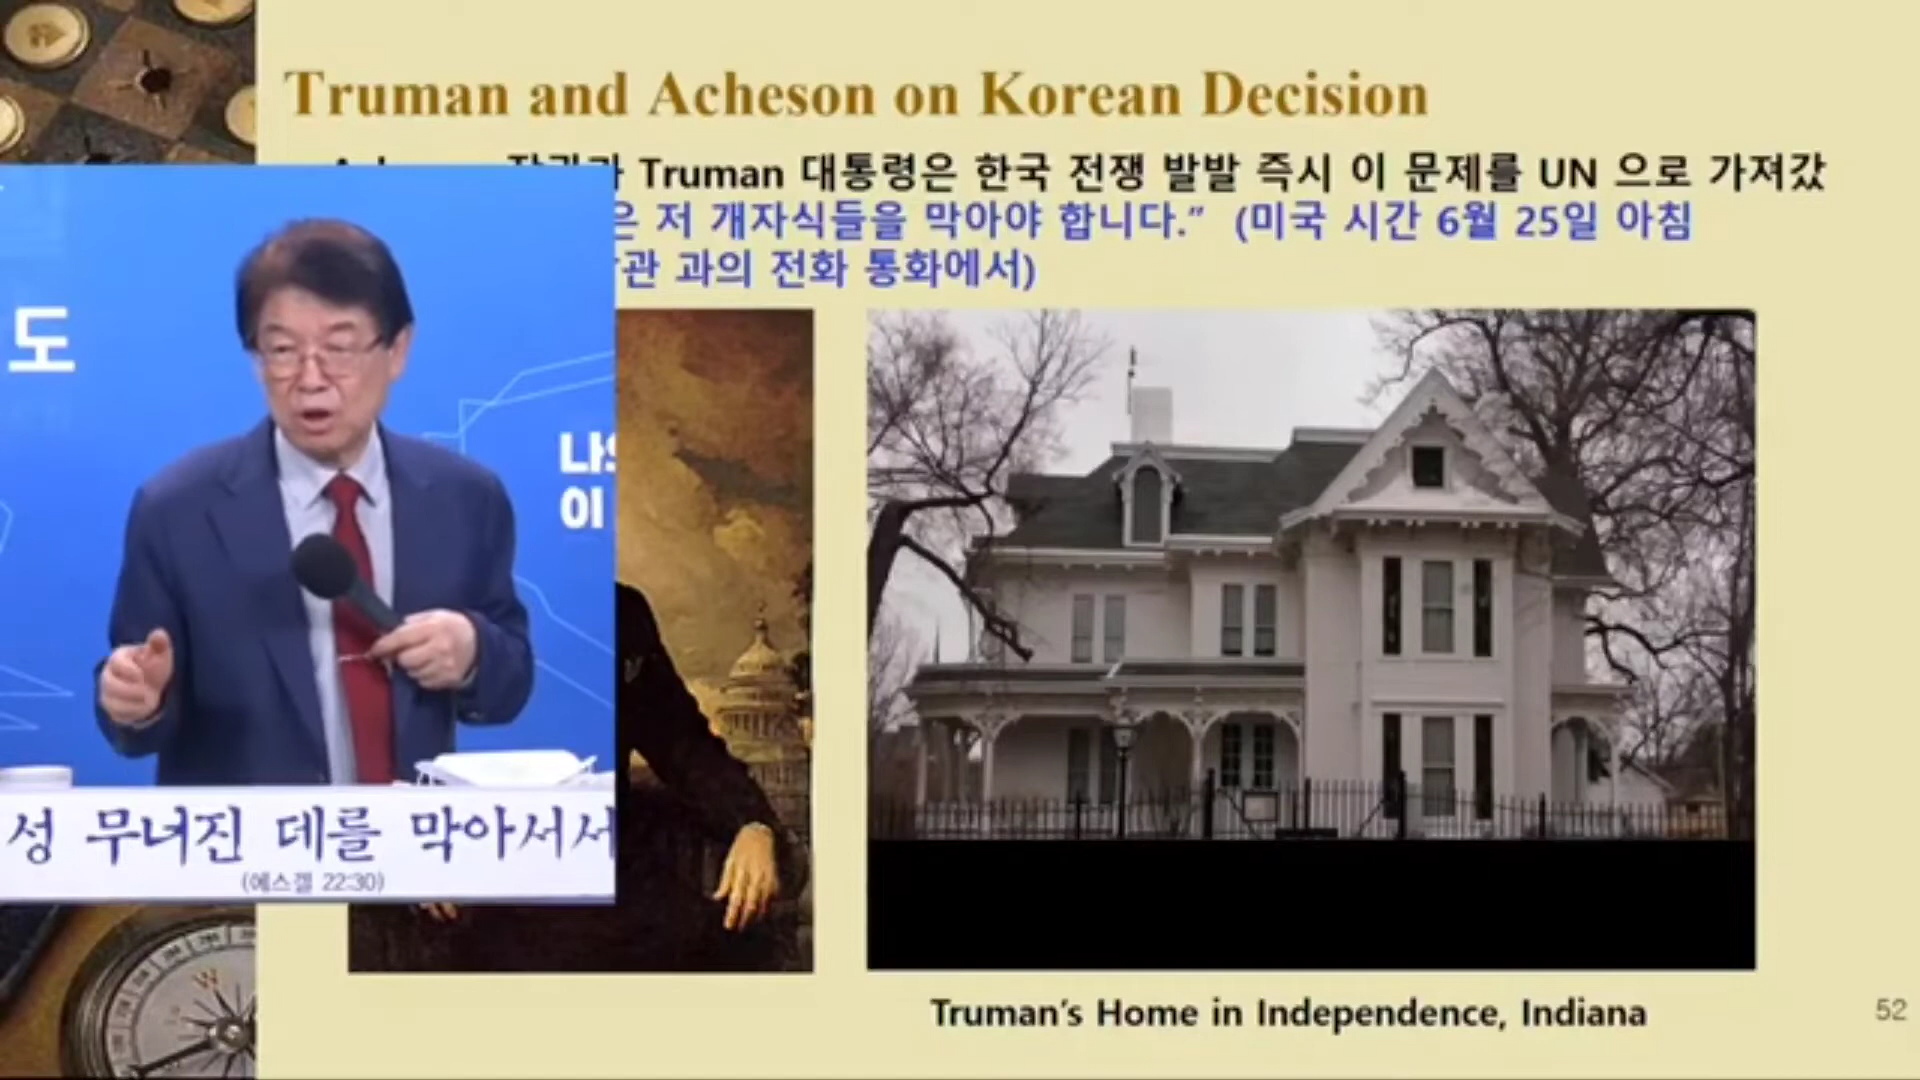 Truman and Acheson on Korean Decision
Truman 대통령은 한국 전쟁 발발 즉시 이 문제를 UN 으로 가져갔
은 저 개자식들을 막아야 합니다.” (미국 시간 6월 25일 아침
관 과의 전화 통화에서)
도
나의
이
성 무너진 데를 막아서서
(에스겔 22:30)
W
Truman’s Home in Independence, Indiana
52